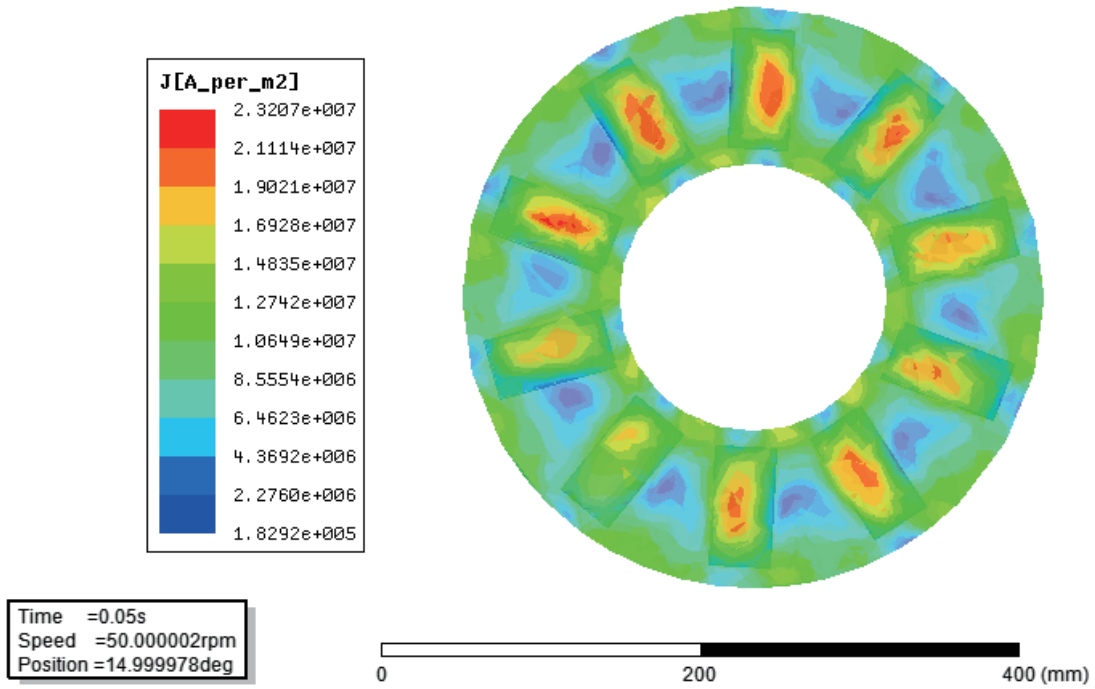 J[A_per_m2]
2.3207e+007
2.1114e+007
1.9021e+007
1.6928e+007
1.4835e+007
1.2742e+007
1.0649e+007
8.5554e+006
6.4623e+006
4.3692e+006
2.2760e+006
1.8292e+005
Time =0.05s
Speed =50.000002rpm
Position =14.999978deg
0 200 400 (mm)